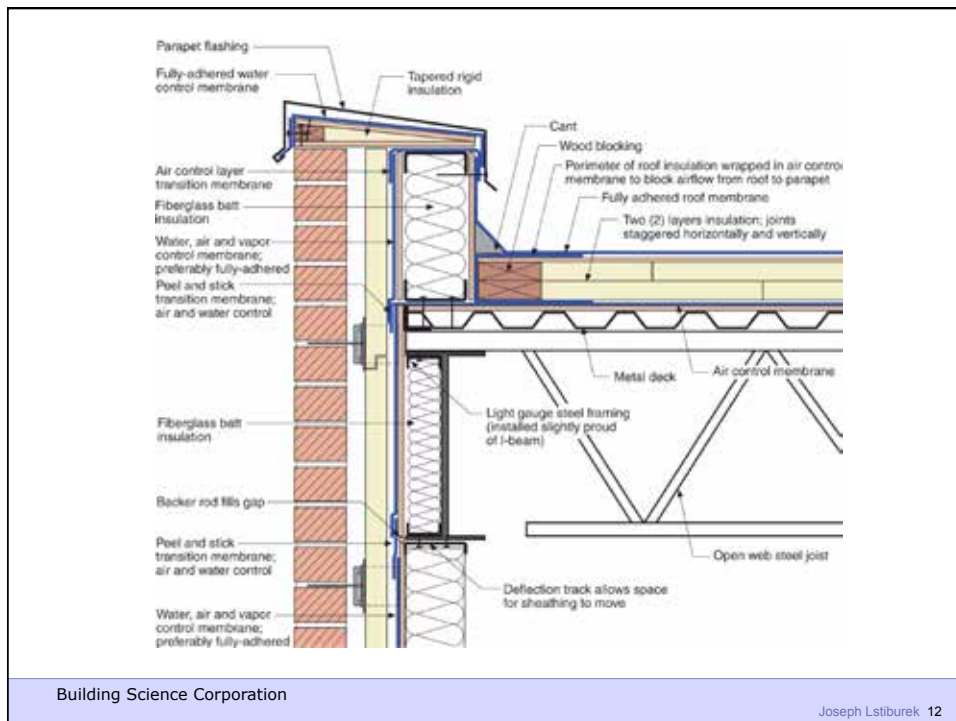 Parapet flashing
Fully-adhered water
control membrane
Tapered rigid
insulation
Cant
Wood blocking
Perimeter of roof insulation wrapped in air contro
membrane to block airflow from roof to parapet
Fully adhered roof membrane
Two (2) layers insulation; joints
staggered horizontally and vertically
Air control layer
transition membrane
Fiberglass batt
insulation
Water, air and vapor
control membrane;
preferably fully-adhered
Peel and stick
transition membrane;
air and water control
Metal deck
Air control membrane
Light gauge steel framing
(installed slightly proud
of I-beam)
Fiberglass batt
insulation
Backer rod fills gap
Peel and stick
transition membrane;
air and water control
Open web steel joist
Deflection track allows space
for sheathing to move
Water, air and vapor
control membrane;
preferably fully-adhered
Building Science Corporation
Joseph Lstiburek 12